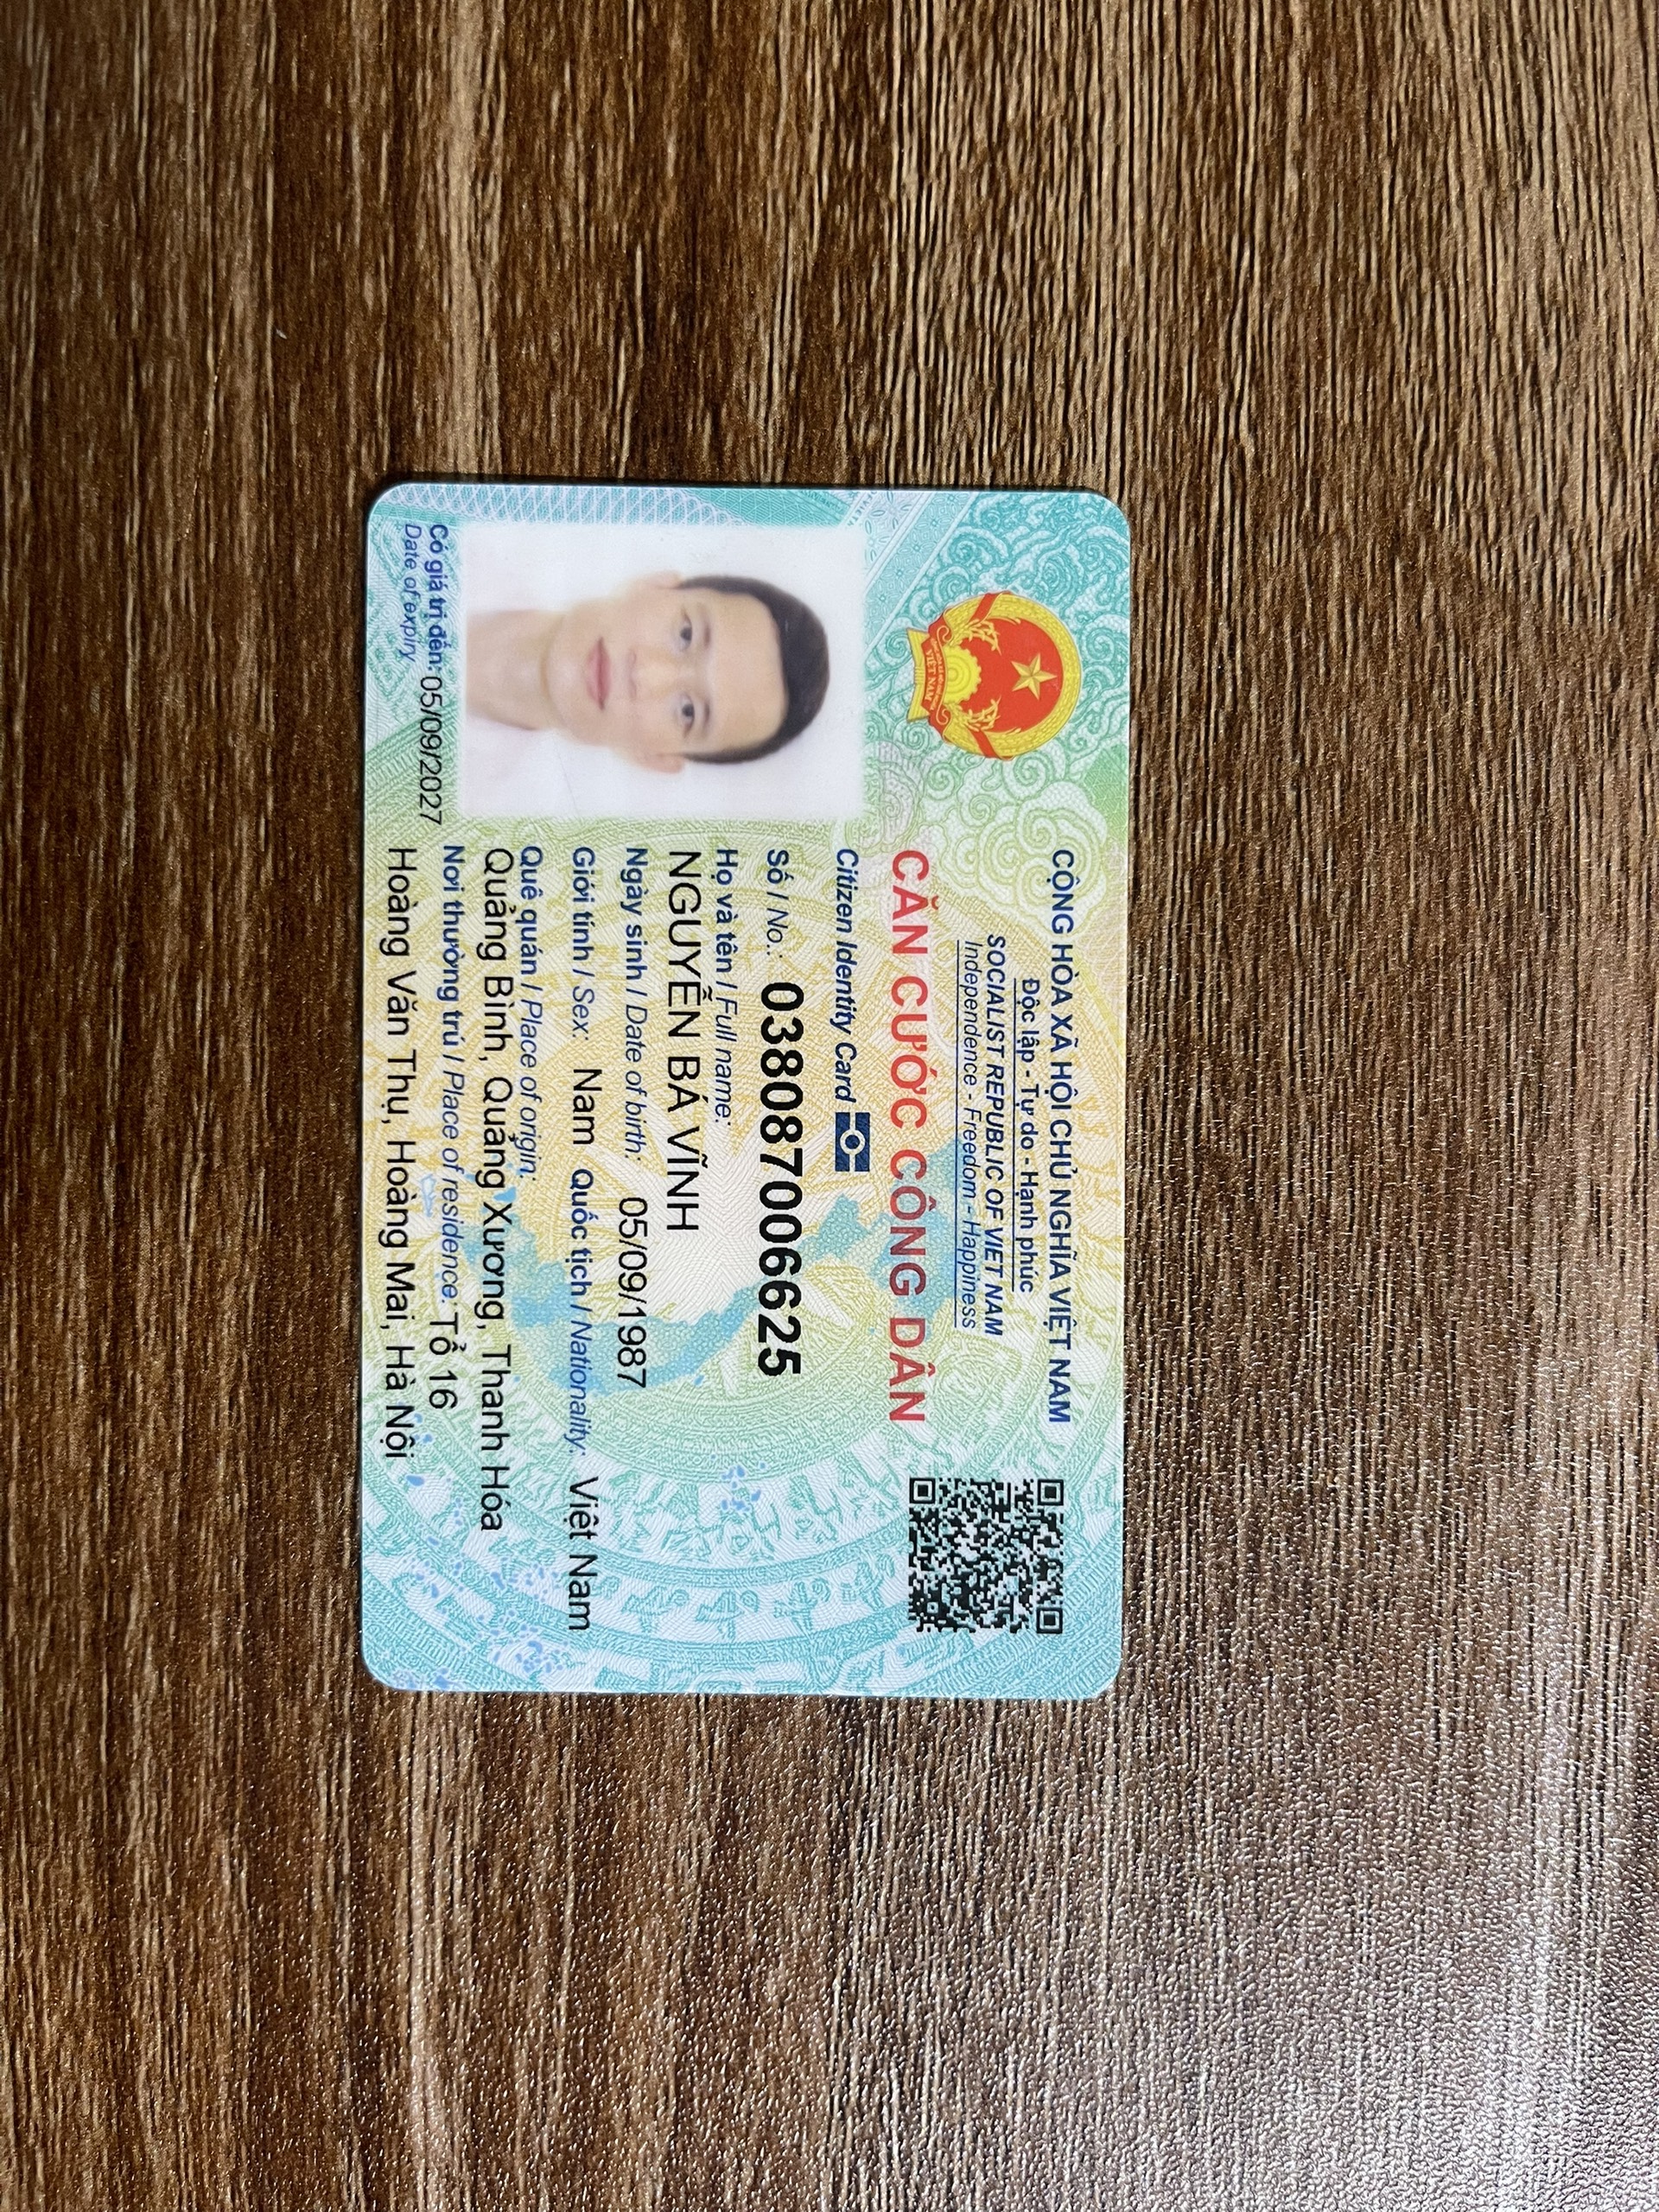 CỘNG HÒA XÃ HỘI CHỦ NGHĨA VIỆT NAM
Độc lập - Tự do - Hạnh phúc
SOCIALIST REPUBLIC OF VIET NAM
Independence - Freedom - Happiness
CĂN CƯỚC CÔNG DÂN
Citizen Identity Card
Số / No.: 038087006625
Họ và tên / Full name:
NGUYỄN BÁ VĨNH
Ngày sinh / Date of birth: 05/09/1987
Giới tính / Sex: Nam Quốc tịch / Nationality: Việt Nam
Quê quán / Place of origin:
Quảng Bình, Quảng Xương, Thanh Hóa
Nơi thường trú / Place of residence: Tổ 16
Hoàng Văn Thụ, Hoàng Mai, Hà Nội
Có giá trị đến: 05/09/2027
Date of expiry
VIỆT NAM